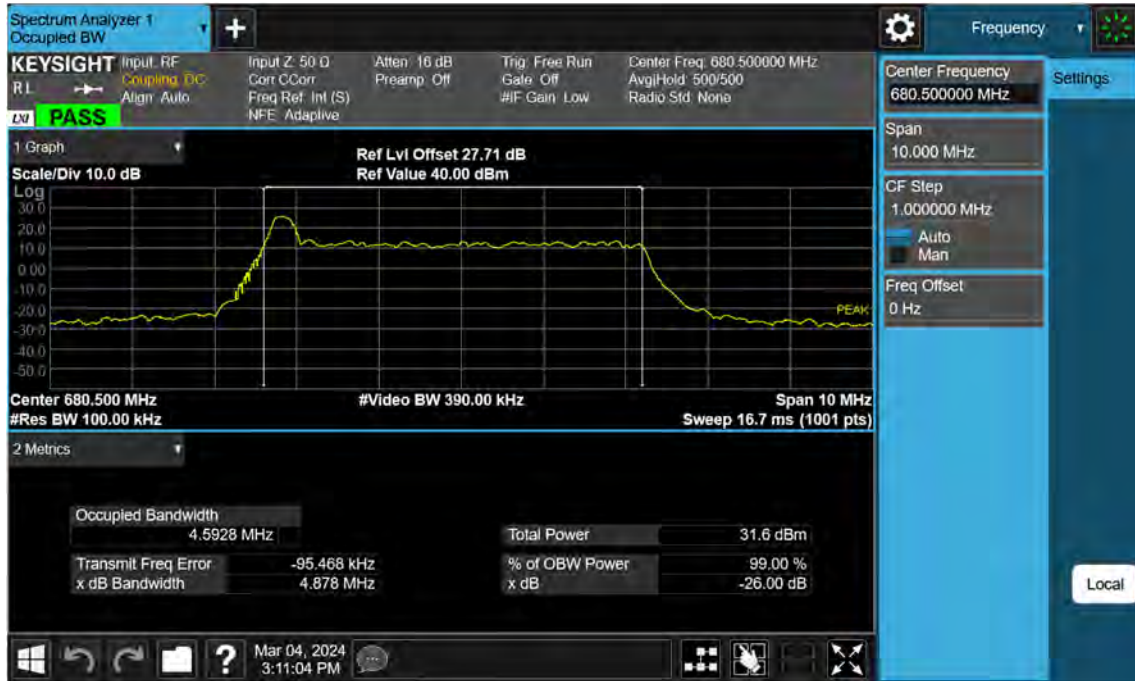 Spectrum Analyzer 1
Occupied BW
+
Frequency
KEYSIGHT Input: RF Input Z: 50 Ω Atten: 16 dB Trig: Free Run Center Freq: 680.500000 MHz
RL Coupling: DC Corr CCorr Preamp: Off Gate: Off Avg|Hold: 500/500
Align: Auto Freq Ref: Int (S) #IF Gain: Low Radio Std: None
LXI PASS NFE: Adaptive
Center Frequency
680.500000 MHz
Settings
Span
10.000 MHz
CF Step
1.000000 MHz
Auto
Man
Freq Offset
0 Hz
Local
1 Graph
Ref Lvl Offset 27.71 dB
Scale/Div 10.0 dB Ref Value 40.00 dBm
Log
30.0
20.0
10.0
0.00
-10.0
-20.0
-30.0
-40.0
-50.0
PEAK
Center 680.500 MHz #Video BW 390.00 kHz Span 10 MHz
#Res BW 100.00 kHz Sweep 16.7 ms (1001 pts)
2 Metrics
Occupied Bandwidth
4.5928 MHz
Total Power 31.6 dBm
Transmit Freq Error -95.468 kHz % of OBW Power 99.00 %
x dB Bandwidth 4.878 MHz x dB -26.00 dB
? Mar 04, 2024
3:11:04 PM